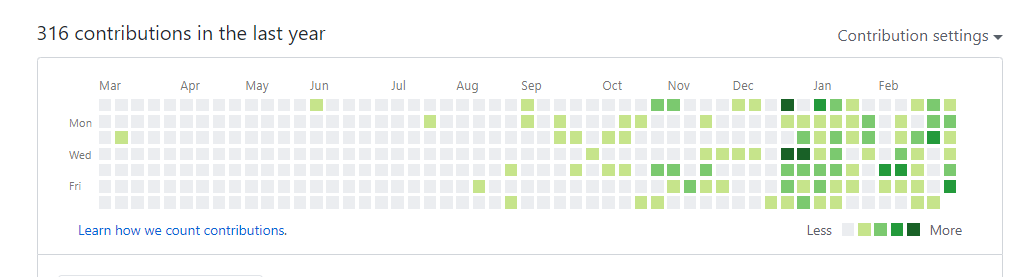 316 contributions in the last year
Contribution settings
Mar Apr May Jun Jul Aug Sep Oct Nov Dec Jan Feb
Mon
Wed
Fri
Learn how we count contributions.
Less More